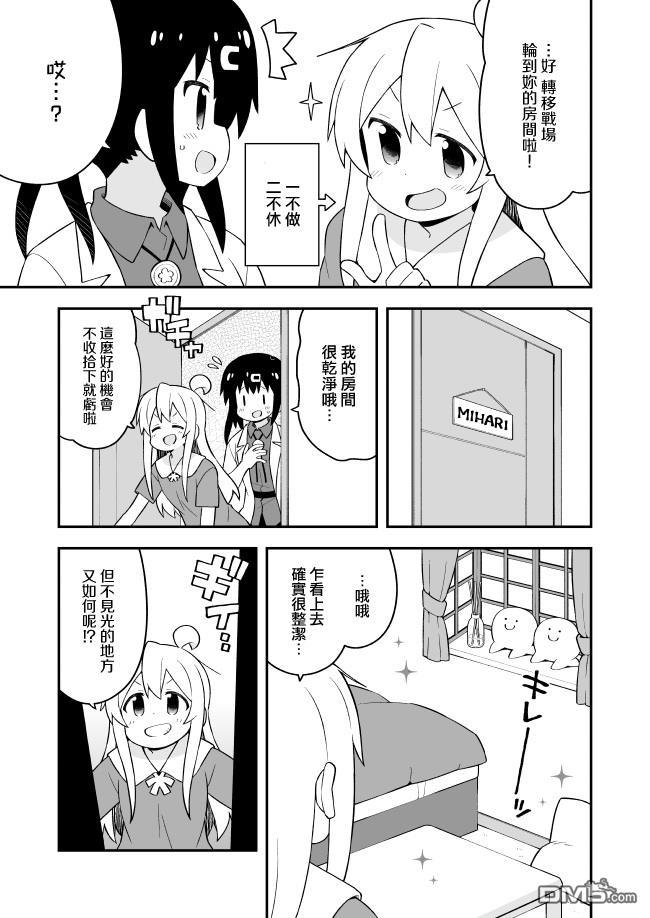 …好 轉移戰場
輪到妳的房間啦！
一不做
二不休
哎…？
MIHARI
我的房間
很乾淨哦…
ガチャ
這麼好的機會
不收拾下就虧啦
…哦哦
乍看上去
確實很整潔…
キレーッ
ギイ…
但不見光的地方
又如何呢!?
DM5.com